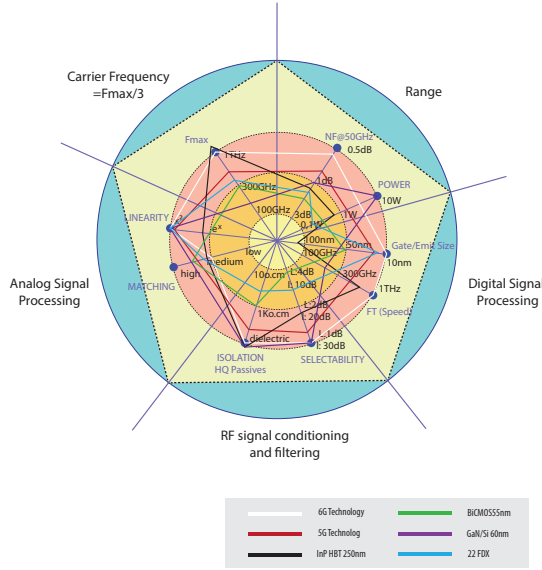 Carrier Frequency
=Fmax/3
Range
Fmax
1THz
NF@50GHz
0.5dB
300GHz
1dB
POWER
10W
100GHz
3dB
1W
0.1W
LINEARITY
e^x
100nm
50nm
Gate/Emit Size
10nm
low
100GHz
medium
high
MATCHING
10o.cm
L:4dB
I: 10dB
300GHz
1THz
FT (Speed)
1Ko.cm
L:2dB
I: 20dB
dielectric
L:1dB
I: 30dB
ISOLATION
HQ Passives
SELECTABILITY
Analog Signal
Processing
Digital Signal
Processing
RF signal conditioning
and filtering
6G Technology
BiCMOS55nm
5G Technolog
GaN/Si 60nm
InP HBT 250nm
22 FDX